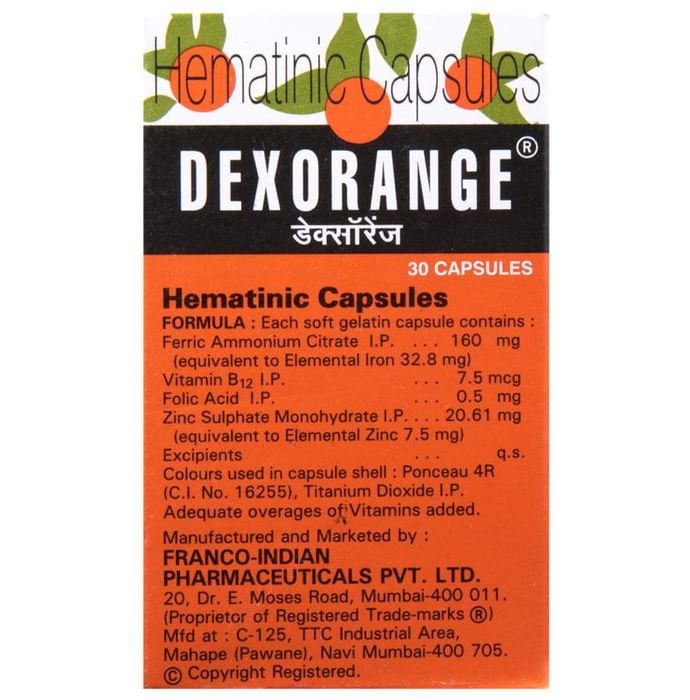 Hematinic Capsules
DEXORANGE®
डेक्सॉरेंज
30 CAPSULES
Hematinic Capsules
FORMULA : Each soft gelatin capsule contains :
Ferric Ammonium Citrate I.P. ... 160 mg
(equivalent to Elemental Iron 32.8 mg)
Vitamin B12 I.P. ... 7.5 mcg
Folic Acid I.P. ... 0.5 mg
Zinc Sulphate Monohydrate I.P. ... 20.61 mg
(equivalent to Elemental Zinc 7.5 mg)
Excipients ... q.s.
Colours used in capsule shell : Ponceau 4R
(C.I. No. 16255), Titanium Dioxide I.P.
Adequate overages of Vitamins added.
Manufactured and Marketed by :
FRANCO-INDIAN
PHARMACEUTICALS PVT. LTD.
20, Dr. E. Moses Road, Mumbai-400 011.
(Proprietor of Registered Trade-marks ®)
Mfd at : C-125, TTC Industrial Area,
Mahape (Pawane), Navi Mumbai-400 705.
© Copyright Registered.